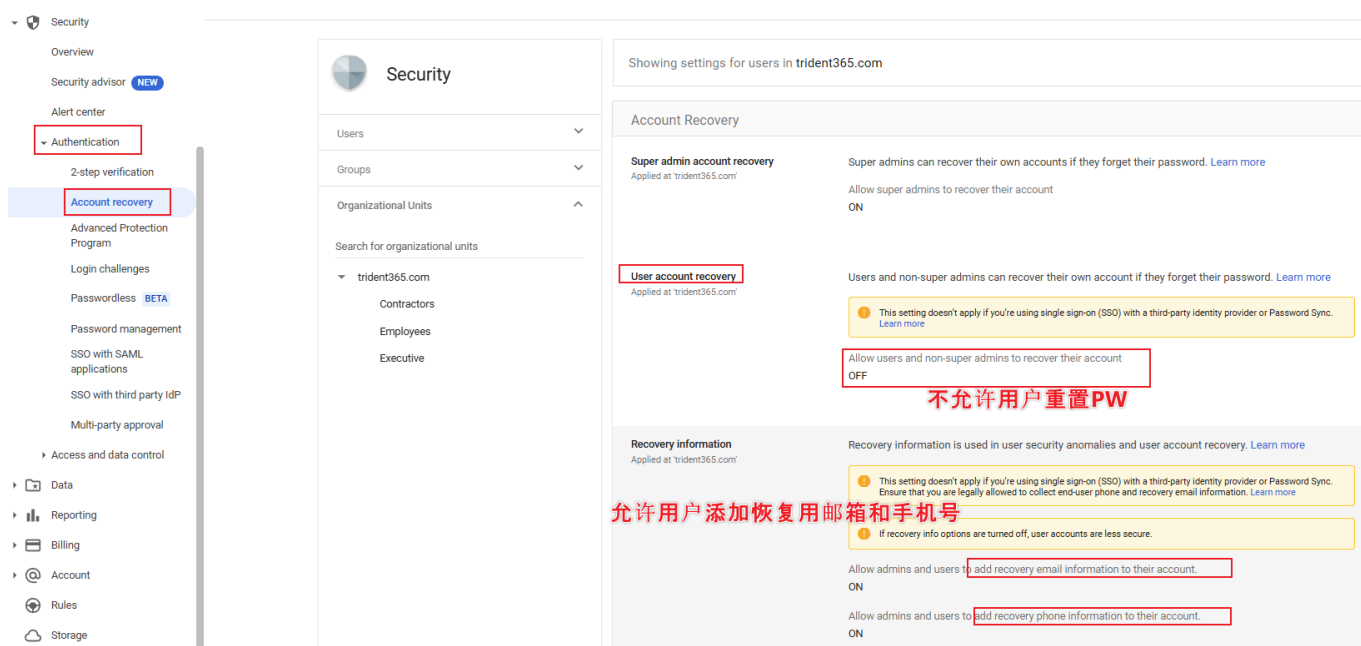 Security
Overview
Security advisor NEW
Alert center
Authentication
2-step verification
Account recovery
Advanced Protection
Program
Login challenges
Passwordless BETA
Password management
SSO with SAML
applications
SSO with third party IdP
Multi-party approval
Access and data control
Data
Reporting
Billing
Account
Rules
Storage
Security
Users
Groups
Organizational Units
Search for organizational units
trident365.com
Contractors
Employees
Executive
Showing settings for users in trident365.com
Account Recovery
Super admin account recovery
Applied at 'trident365.com'
Super admins can recover their own accounts if they forget their password. Learn more
Allow super admins to recover their account
ON
User account recovery
Applied at 'trident365.com'
Users and non-super admins can recover their own account if they forget their password. Learn more
This setting doesn't apply if you're using single sign-on (SSO) with a third-party identity provider or Password Sync.
Learn more
Allow users and non-super admins to recover their account
OFF
不允许用户重置PW
Recovery information
Applied at 'trident365.com'
Recovery information is used in user security anomalies and user account recovery. Learn more
This setting doesn't apply if you're using single sign-on (SSO) with a third-party identity provider or Password Sync.
Ensure that you are legally allowed to collect end-user phone and recovery email information. Learn more
允许用户添加恢复用邮箱和手机号
If recovery info options are turned off, user accounts are less secure.
Allow admins and users to add recovery email information to their account.
ON
Allow admins and users to add recovery phone information to their account.
ON